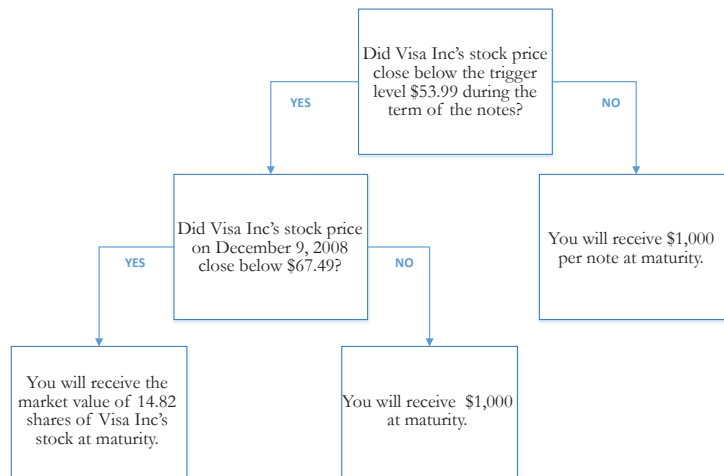 Did Visa Inc's stock price
close below the trigger
level $53.99 during the
term of the notes?
YES
NO
Did Visa Inc's stock price
on December 9, 2008
close below $67.49?
You will receive $1,000
per note at maturity.
YES
NO
You will receive the
market value of 14.82
shares of Visa Inc's
stock at maturity.
You will receive $1,000
at maturity.